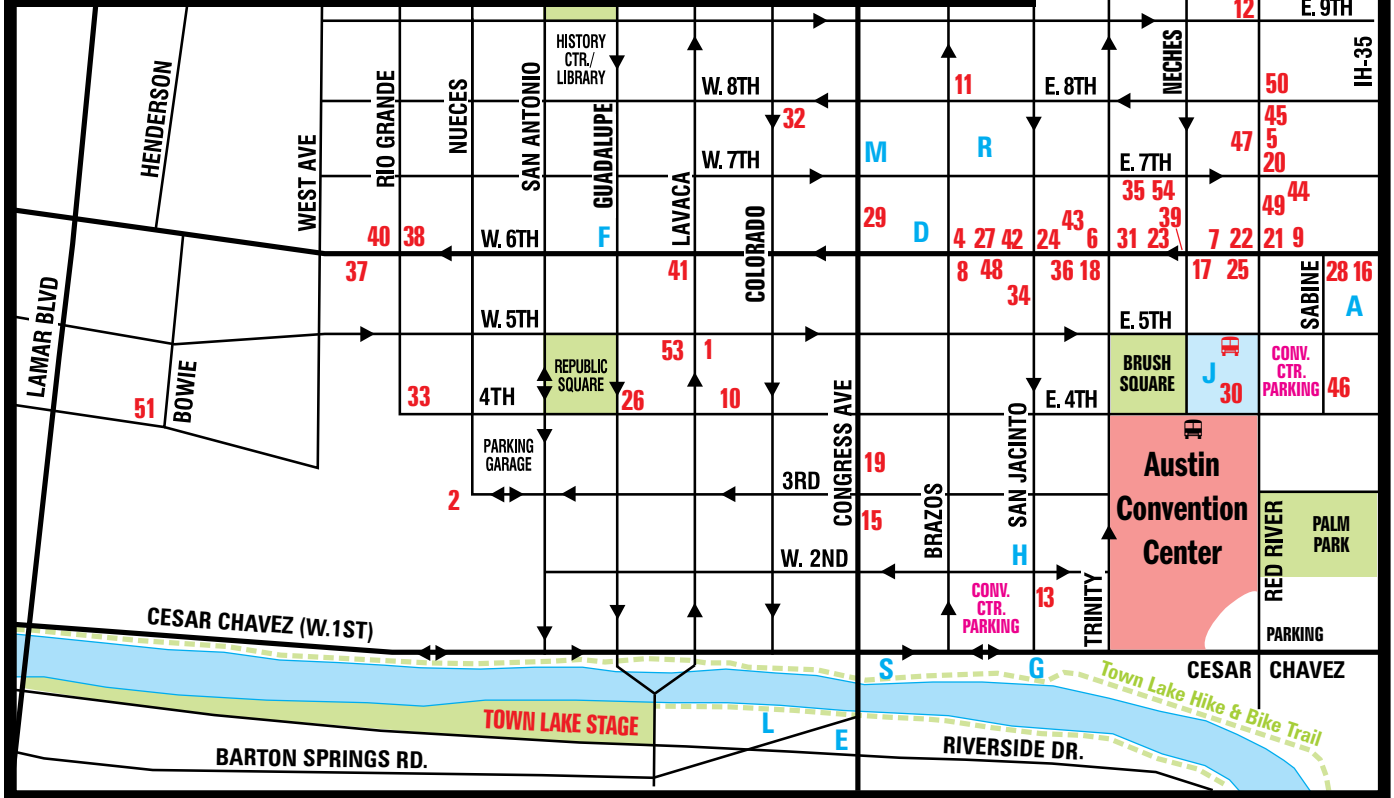 12
E. 9TH
HISTORY
CTR./
LIBRARY
HENDERSON
RIO GRANDE
NUECES
SAN ANTONIO
GUADALUPE
W. 8TH
11
E. 8TH
NECHES
50
IH-35
32
45
WEST AVE
M
R
47
5
W. 7TH
E. 7TH
20
LAVACA
COLORADO
35
54
44
29
43
39
49
40
38
W. 6TH
F
D
4
27
42
24
6
31
23
7
22
21
9
37
41
8
48
36
18
17
25
28
16
34
SABINE
A
LAMAR BLVD
W. 5TH
E. 5TH
53
1
REPUBLIC
SQUARE
BRUSH
SQUARE
J
CONV.
CTR.
PARKING
51
BOWIE
33
4TH
26
10
E. 4TH
30
46
PARKING
GARAGE
CONGRESS AVE
SAN JACINTO
2
3RD
19
BRAZOS
15
Austin
Convention
Center
RED RIVER
PALM
PARK
W. 2ND
H
CONV.
CTR.
PARKING
13
TRINITY
PARKING
CESAR CHAVEZ (W.1ST)
S
G
CESAR
CHAVEZ
Town Lake Hike & Bike Trail
TOWN LAKE STAGE
L
E
RIVERSIDE DR.
BARTON SPRINGS RD.